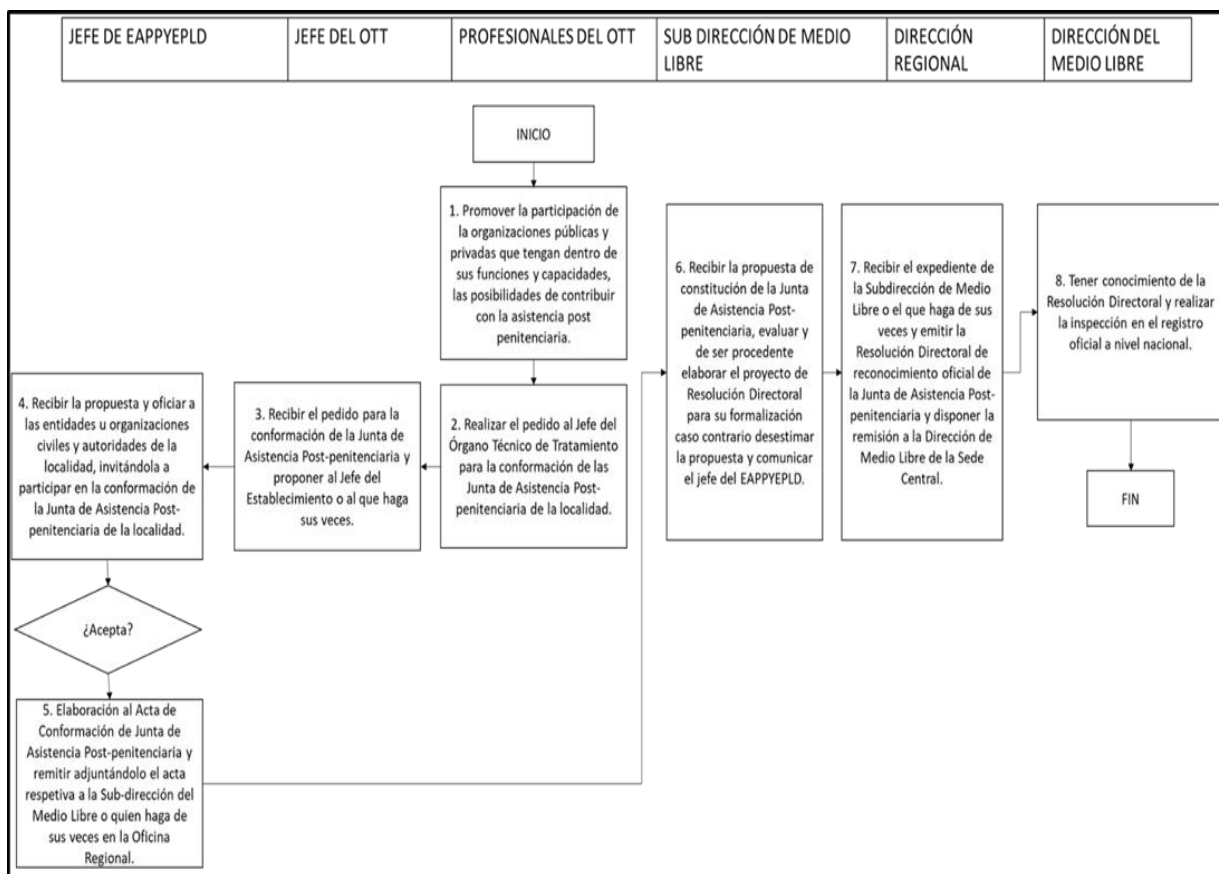 JEFE DE EAPPYEPLD
JEFE DEL OTT
PROFESIONALES DEL OTT
SUB DIRECCIÓN DE MEDIO
LIBRE
DIRECCIÓN
REGIONAL
DIRECCIÓN DEL
MEDIO LIBRE
INICIO
1. Promover la participación de
la organizaciones públicas y
privadas que tengan dentro de
sus funciones y capacidades,
las posibilidades de contribuir
con la asistencia post
penitenciaria.
2. Realizar el pedido al Jefe del
Órgano Técnico de Tratamiento
para la conformación de las
Junta de Asistencia Post-
penitenciaria de la localidad.
3. Recibir el pedido para la
conformación de la Junta de
Asistencia Post-penitenciaria y
proponer al Jefe del
Establecimiento o al que haga
sus veces.
4. Recibir la propuesta y oficiar a
las entidades u organizaciones
civiles y autoridades de la
localidad, invitándola a
participar en la conformación de
la Junta de Asistencia Post-
penitenciaria de la localidad.
¿Acepta?
5. Elaboración al Acta de
Conformación de Junta de
Asistencia Post-penitenciaria y
remitir adjuntándolo el acta
respetiva a la Sub-dirección del
Medio Libre o quien haga de
sus veces en la Oficina
Regional.
6. Recibir la propuesta de
constitución de la Junta
de Asistencia Post-
penitenciaria, evaluar y
de ser procedente
elaborar el proyecto de
Resolución Directoral
para su formalización
caso contrario desestimar
la propuesta y comunicar
el jefe del EAPPYEPLD.
7. Recibir el expediente de
la Subdirección de Medio
Libre o el que haga de sus
veces y emitir la
Resolución Directoral de
reconocimiento oficial de
la Junta de Asistencia Post-
penitenciaria y disponer la
remisión a la Dirección de
Medio Libre de la Sede
Central.
8. Tener conocimiento de la
Resolución Directoral y realizar
la inspección en el registro
oficial a nivel nacional.
FIN